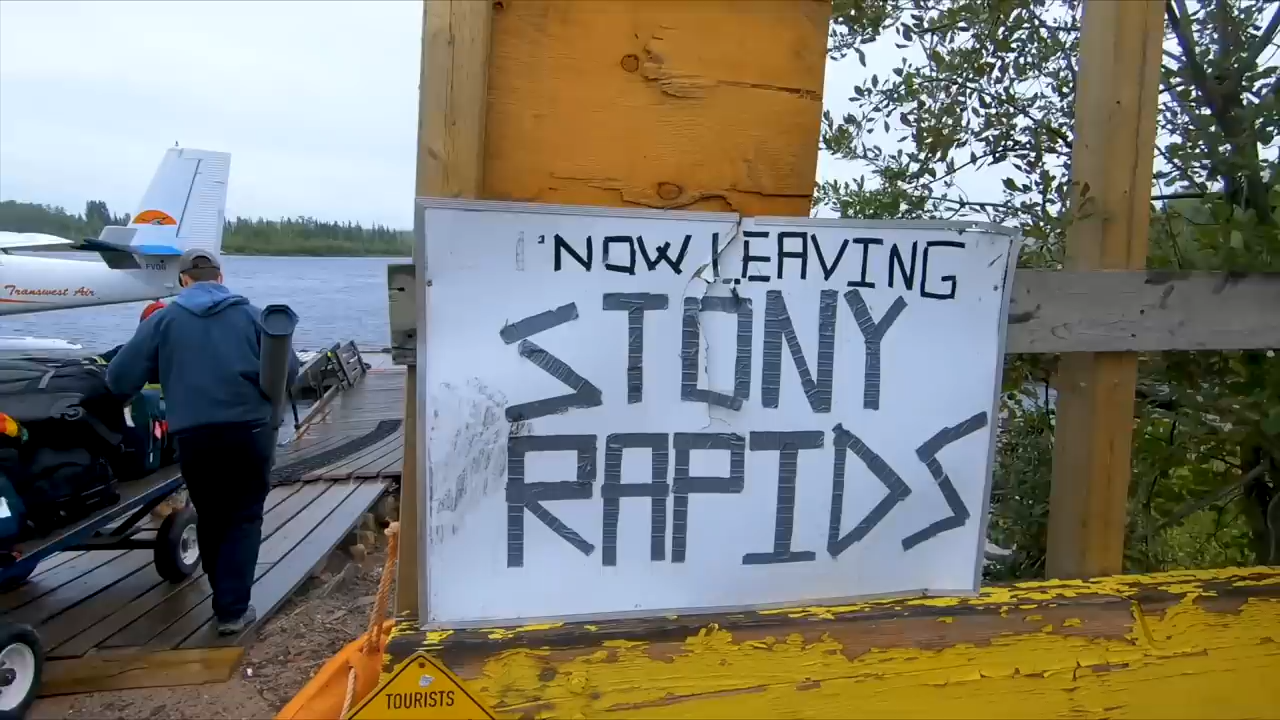 NOW LEAVING
STONY
RAPIDS
Transwest Air
TOURISTS